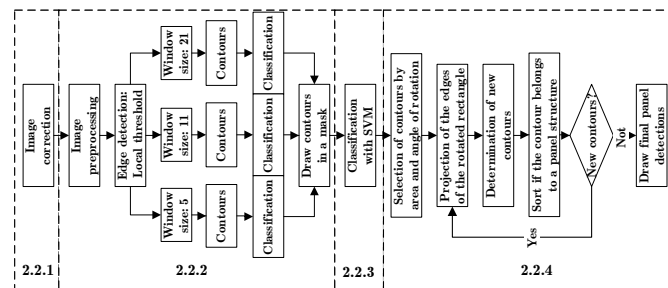 Image
correction
Image
preprocessing
Edge detection:
Local threshold
Window
size: 5
Window
size: 11
Window
size: 21
Contours
Contours
Contours
Classification
Classification
Classification
Draw contours
in a mask
Classification
with SVM
Selection of contours by
area and angle of rotation
Projection of the edges
of the rotated rectangle
Determination of new
contours
Sort if the contour belongs
to a panel structure
New contours?
Yes
Not
Draw final panel
detections
2.2.1
2.2.2
2.2.3
2.2.4